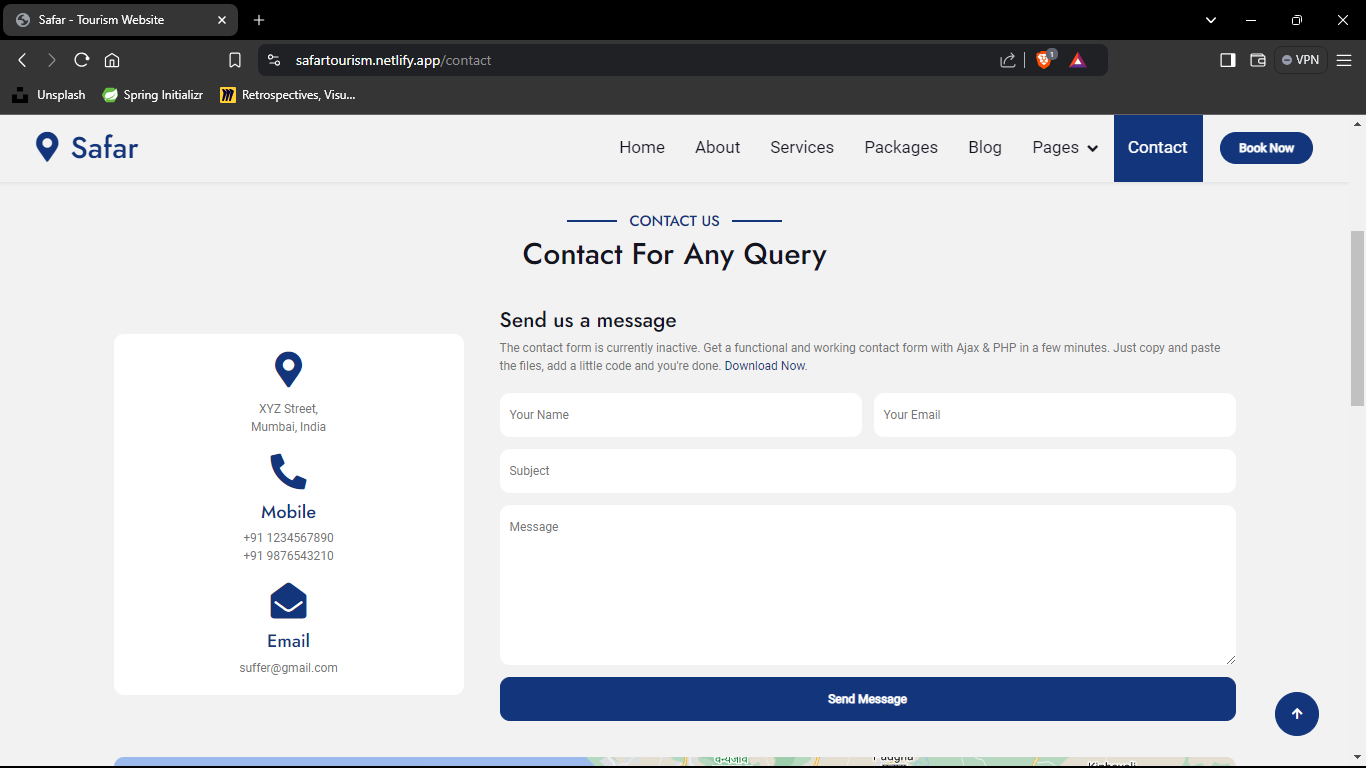 Safar - Tourism Website
safartourism.netlify.app/contact
1
VPN
Unsplash
Spring Initializr
Retrospectives, Visu...
Safar
Home
About
Services
Packages
Blog
Pages
Contact
Book Now
CONTACT US
Contact For Any Query
XYZ Street,
Mumbai, India
Mobile
+91 1234567890
+91 9876543210
Email
suffer@gmail.com
Send us a message
The contact form is currently inactive. Get a functional and working contact form with Ajax & PHP in a few minutes. Just copy and paste
the files, add a little code and you're done. Download Now.
Your Name
Your Email
Subject
Message
Send Message